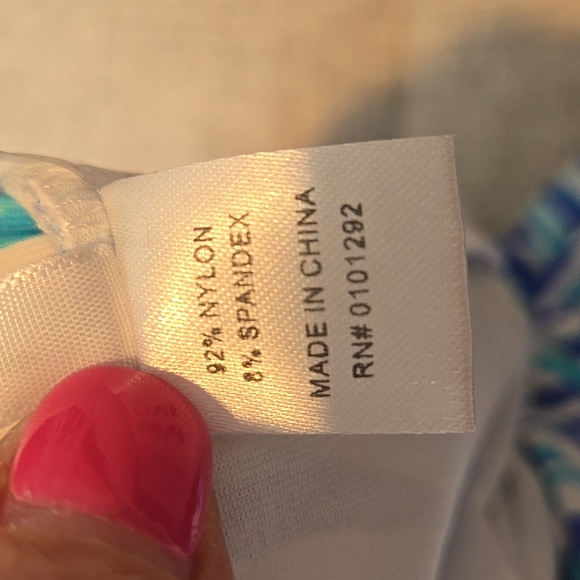 92% NYLON
8% SPANDEX
MADE IN CHINA
RN# 0101292